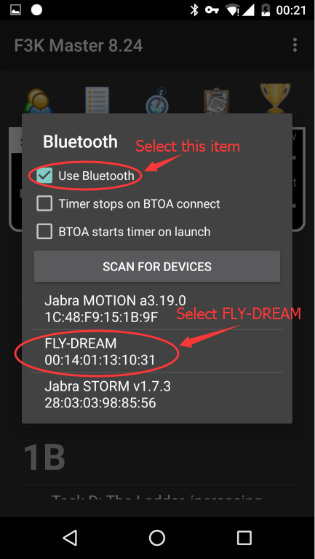 00:21
F3K Master 8.24
Bluetooth
Select this item
Use Bluetooth
Timer stops on BTOA connect
BTOA starts timer on launch
SCAN FOR DEVICES
Jabra MOTION a3.19.0
1C:48:F9:15:1B:9F
Select FLY-DREAM
FLY-DREAM
00:14:01:13:10:31
Jabra STORM v1.7.3
28:03:03:98:85:56
1B
Task D: The Ladder, increasing